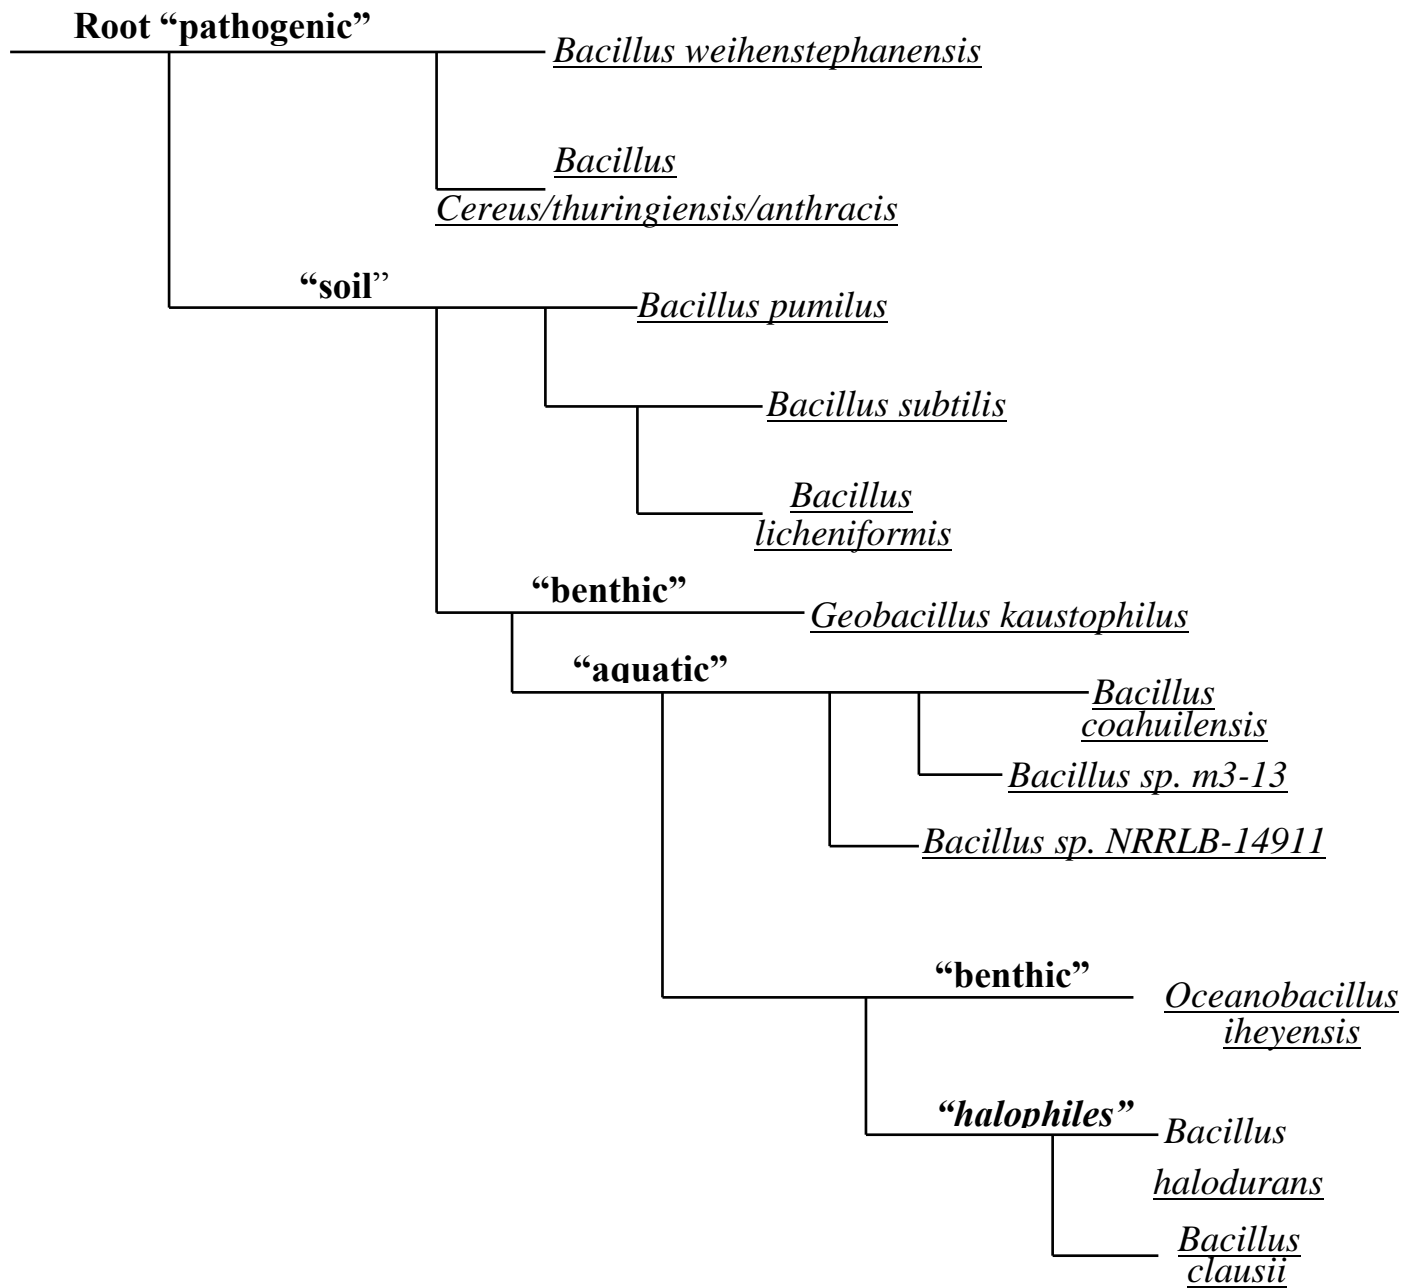 Root “pathogenic”
Bacillus weihenstephanensis
Bacillus
Cereus/thuringiensis/anthracis
“soil”
Bacillus pumilus
Bacillus subtilis
Bacillus
licheniformis
“benthic”
Geobacillus kaustophilus
“aquatic”
Bacillus
coahuilensis
Bacillus sp. m3-13
Bacillus sp. NRRLB-14911
“benthic”
Oceanobacillus
iheyensis
“halophiles”
Bacillus
halodurans
Bacillus
clausii